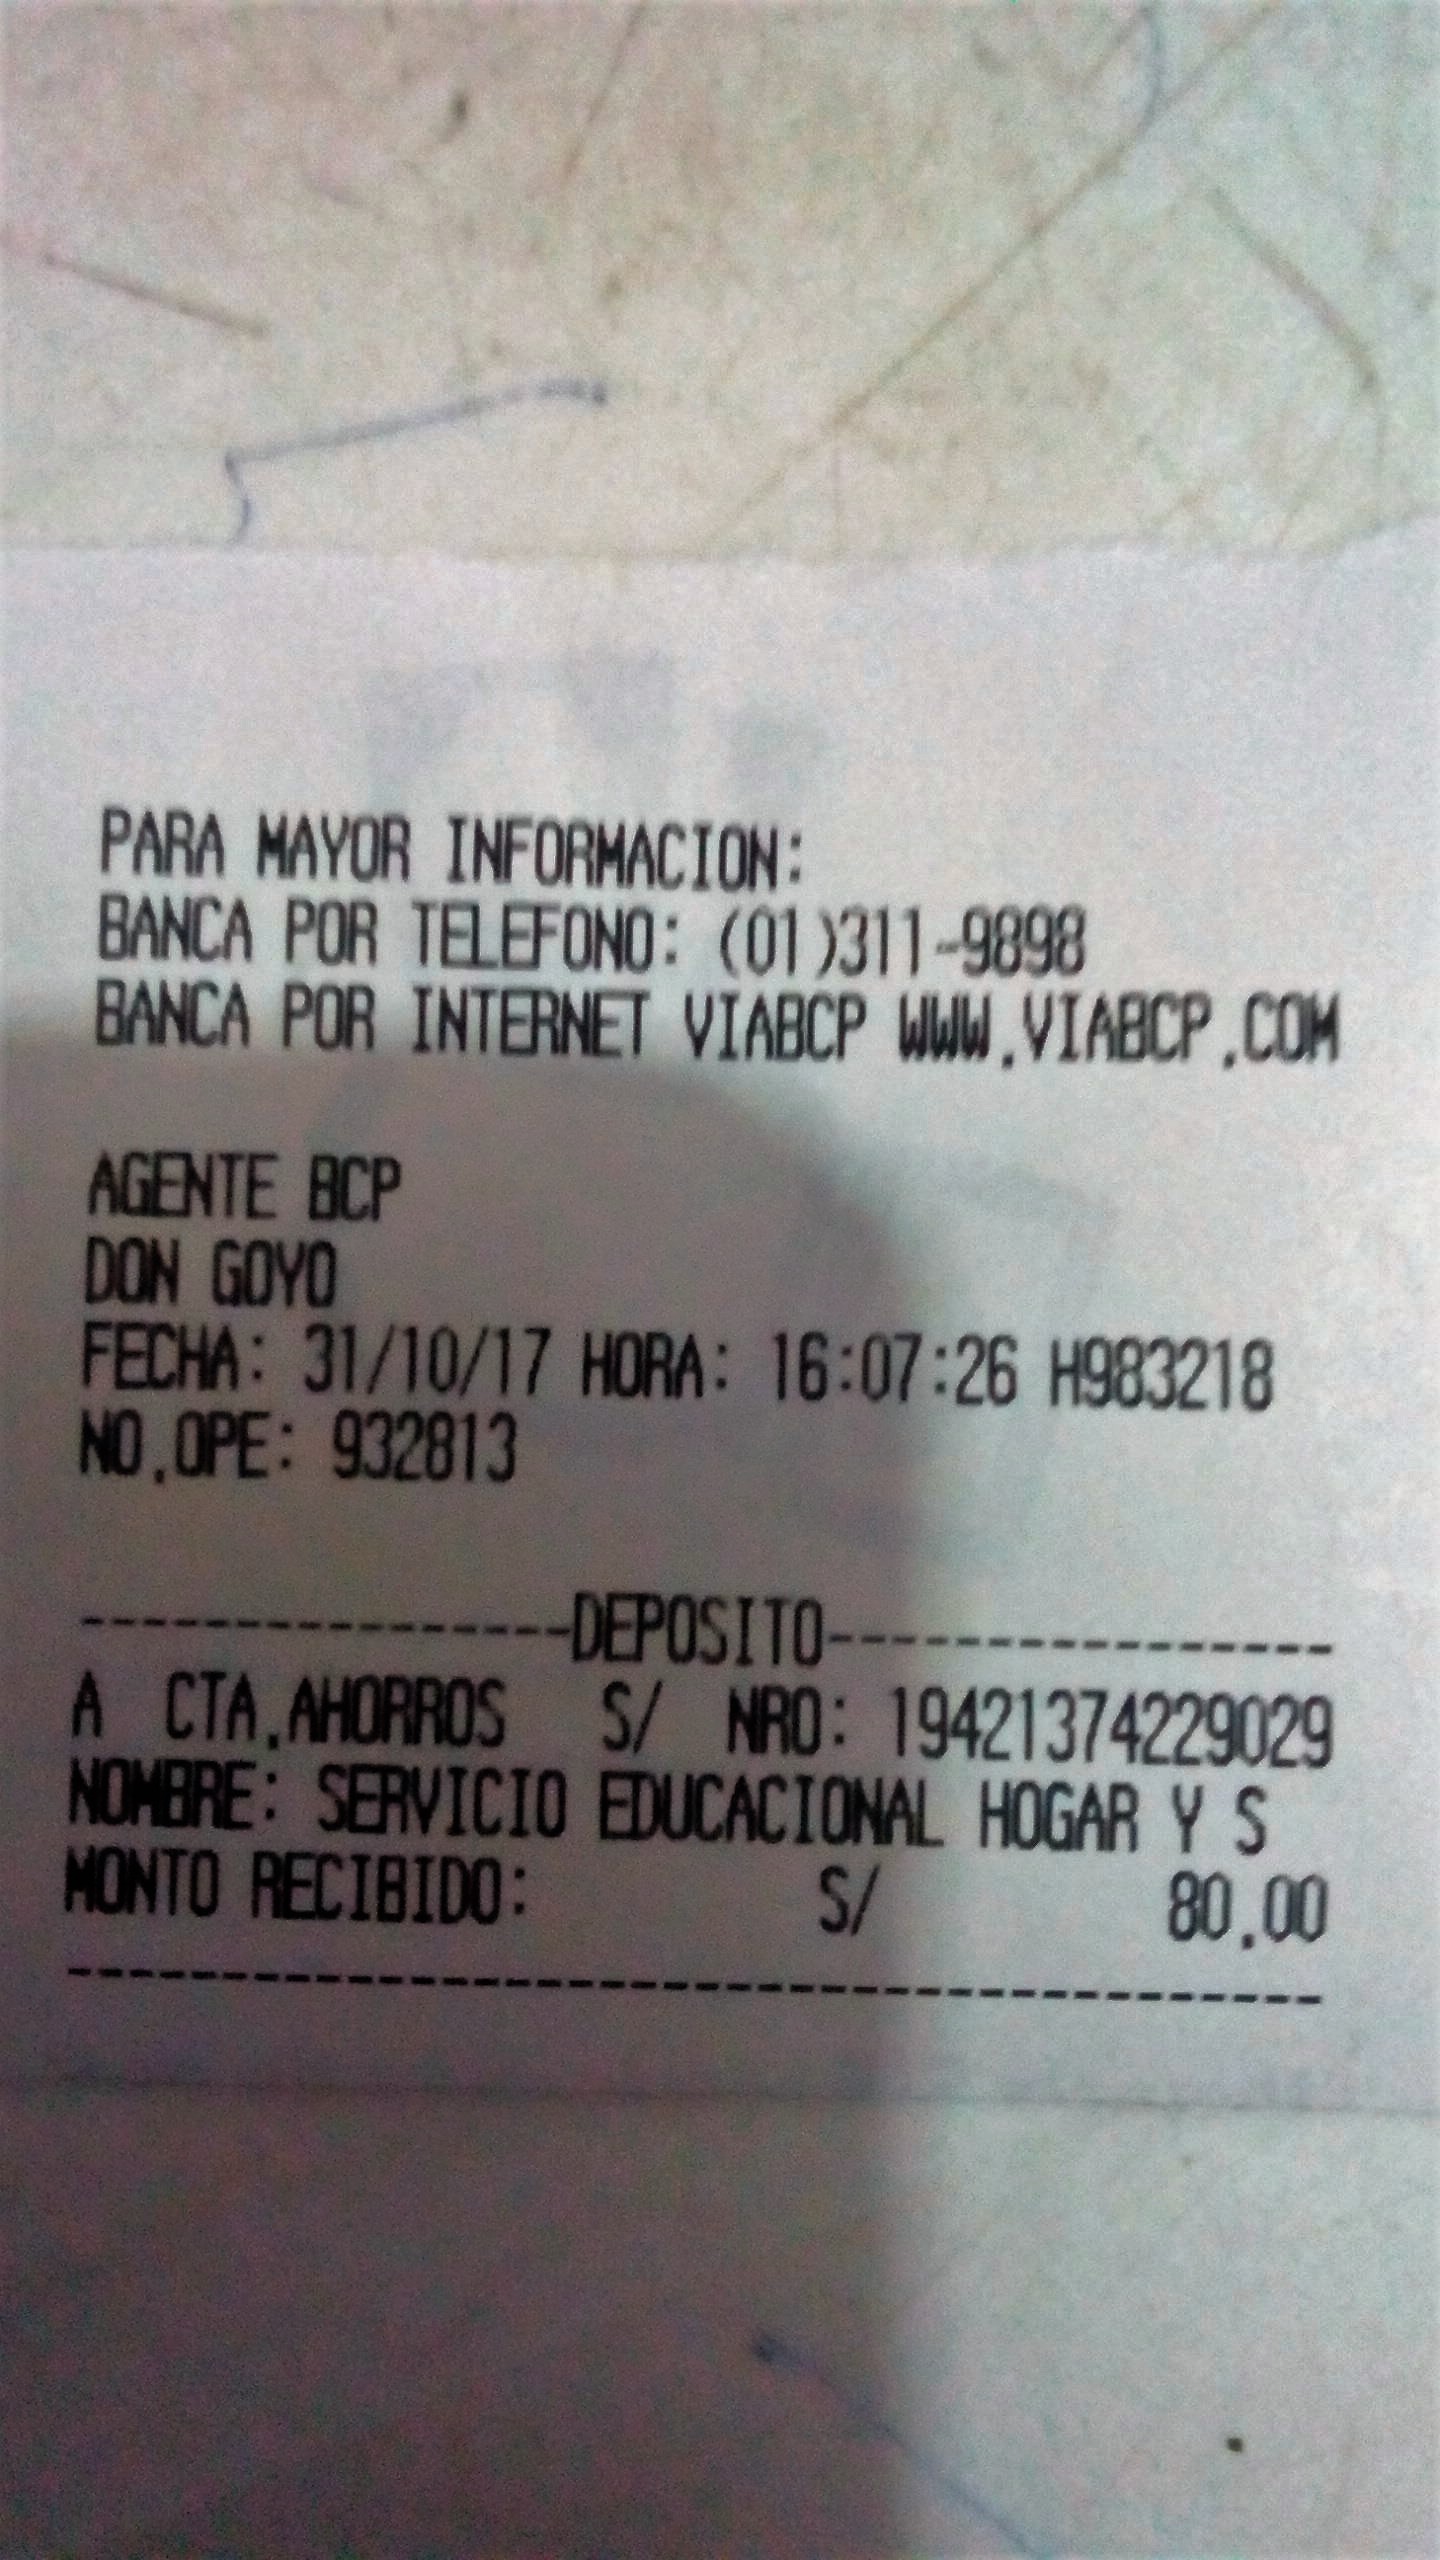 PARA MAYOR INFORMACION:
BANCA POR TELEFONO: (01)311-9898
BANCA POR INTERNET VIABCP WWW.VIABCP.COM
AGENTE BCP
DON GOYO
FECHA: 31/10/17 HORA: 16:07:26 H983218
NO.OPE: 932813
----------------DEPOSITO----------------
A CTA.AHORROS S/ NRO: 19421374229029
NOMBRE: SERVICIO EDUCACIONAL HOGAR Y S
MONTO RECIBIDO: S/ 80.00
----------------------------------------